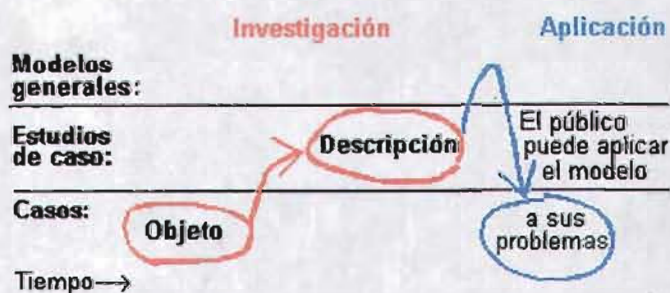 Investigación Aplicación
Modelos
generales:
Estudios
de caso:
Descripción
El público
puede aplicar
el modelo
Casos:
Objeto
a sus
problemas
Tiempo→